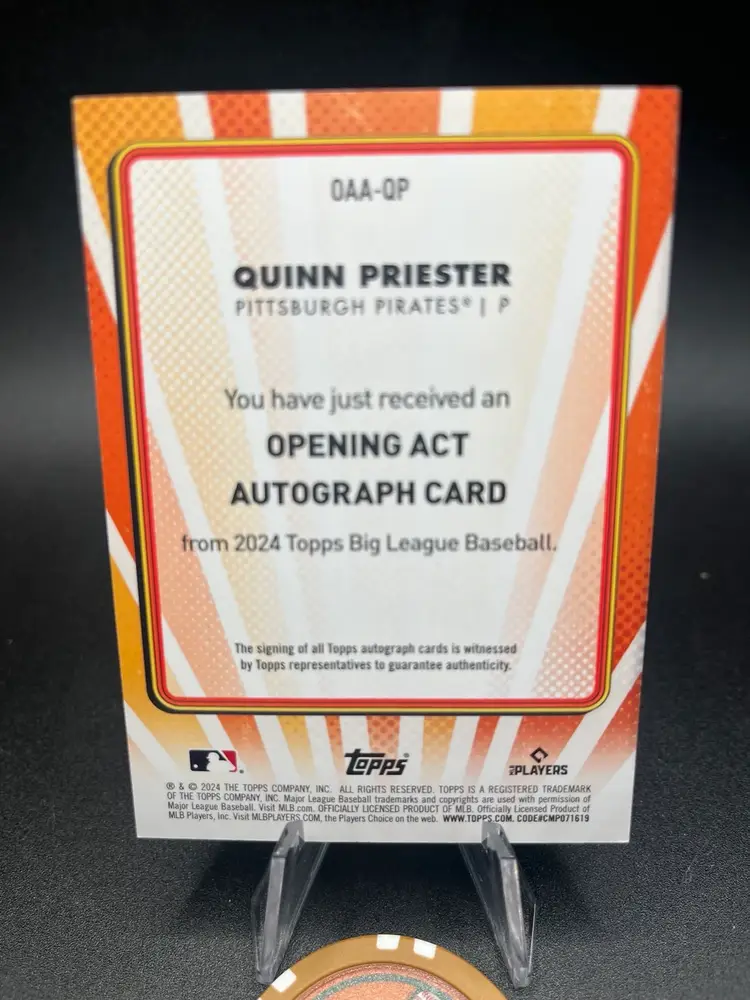 OAA-QP
QUINN PRIESTER
PITTSBURGH PIRATES® | P
You have just received an
OPENING ACT
AUTOGRAPH CARD
from 2024 Topps Big League Baseball.
The signing of all Topps autograph cards is witnessed
by Topps representatives to guarantee authenticity.
topps®
MLB PLAYERS
® & © 2024 THE TOPPS COMPANY, INC. ALL RIGHTS RESERVED. TOPPS IS A REGISTERED TRADEMARK
OF THE TOPPS COMPANY, INC. Major League Baseball trademarks and copyrights are used with permission of
Major League Baseball. Visit MLB.com. OFFICIALLY LICENSED PRODUCT OF MLB. Officially Licensed Product of
MLB Players, Inc. Visit MLBPLAYERS.COM, the Players Choice on the web. WWW.TOPPS.COM. CODE#CMP071619